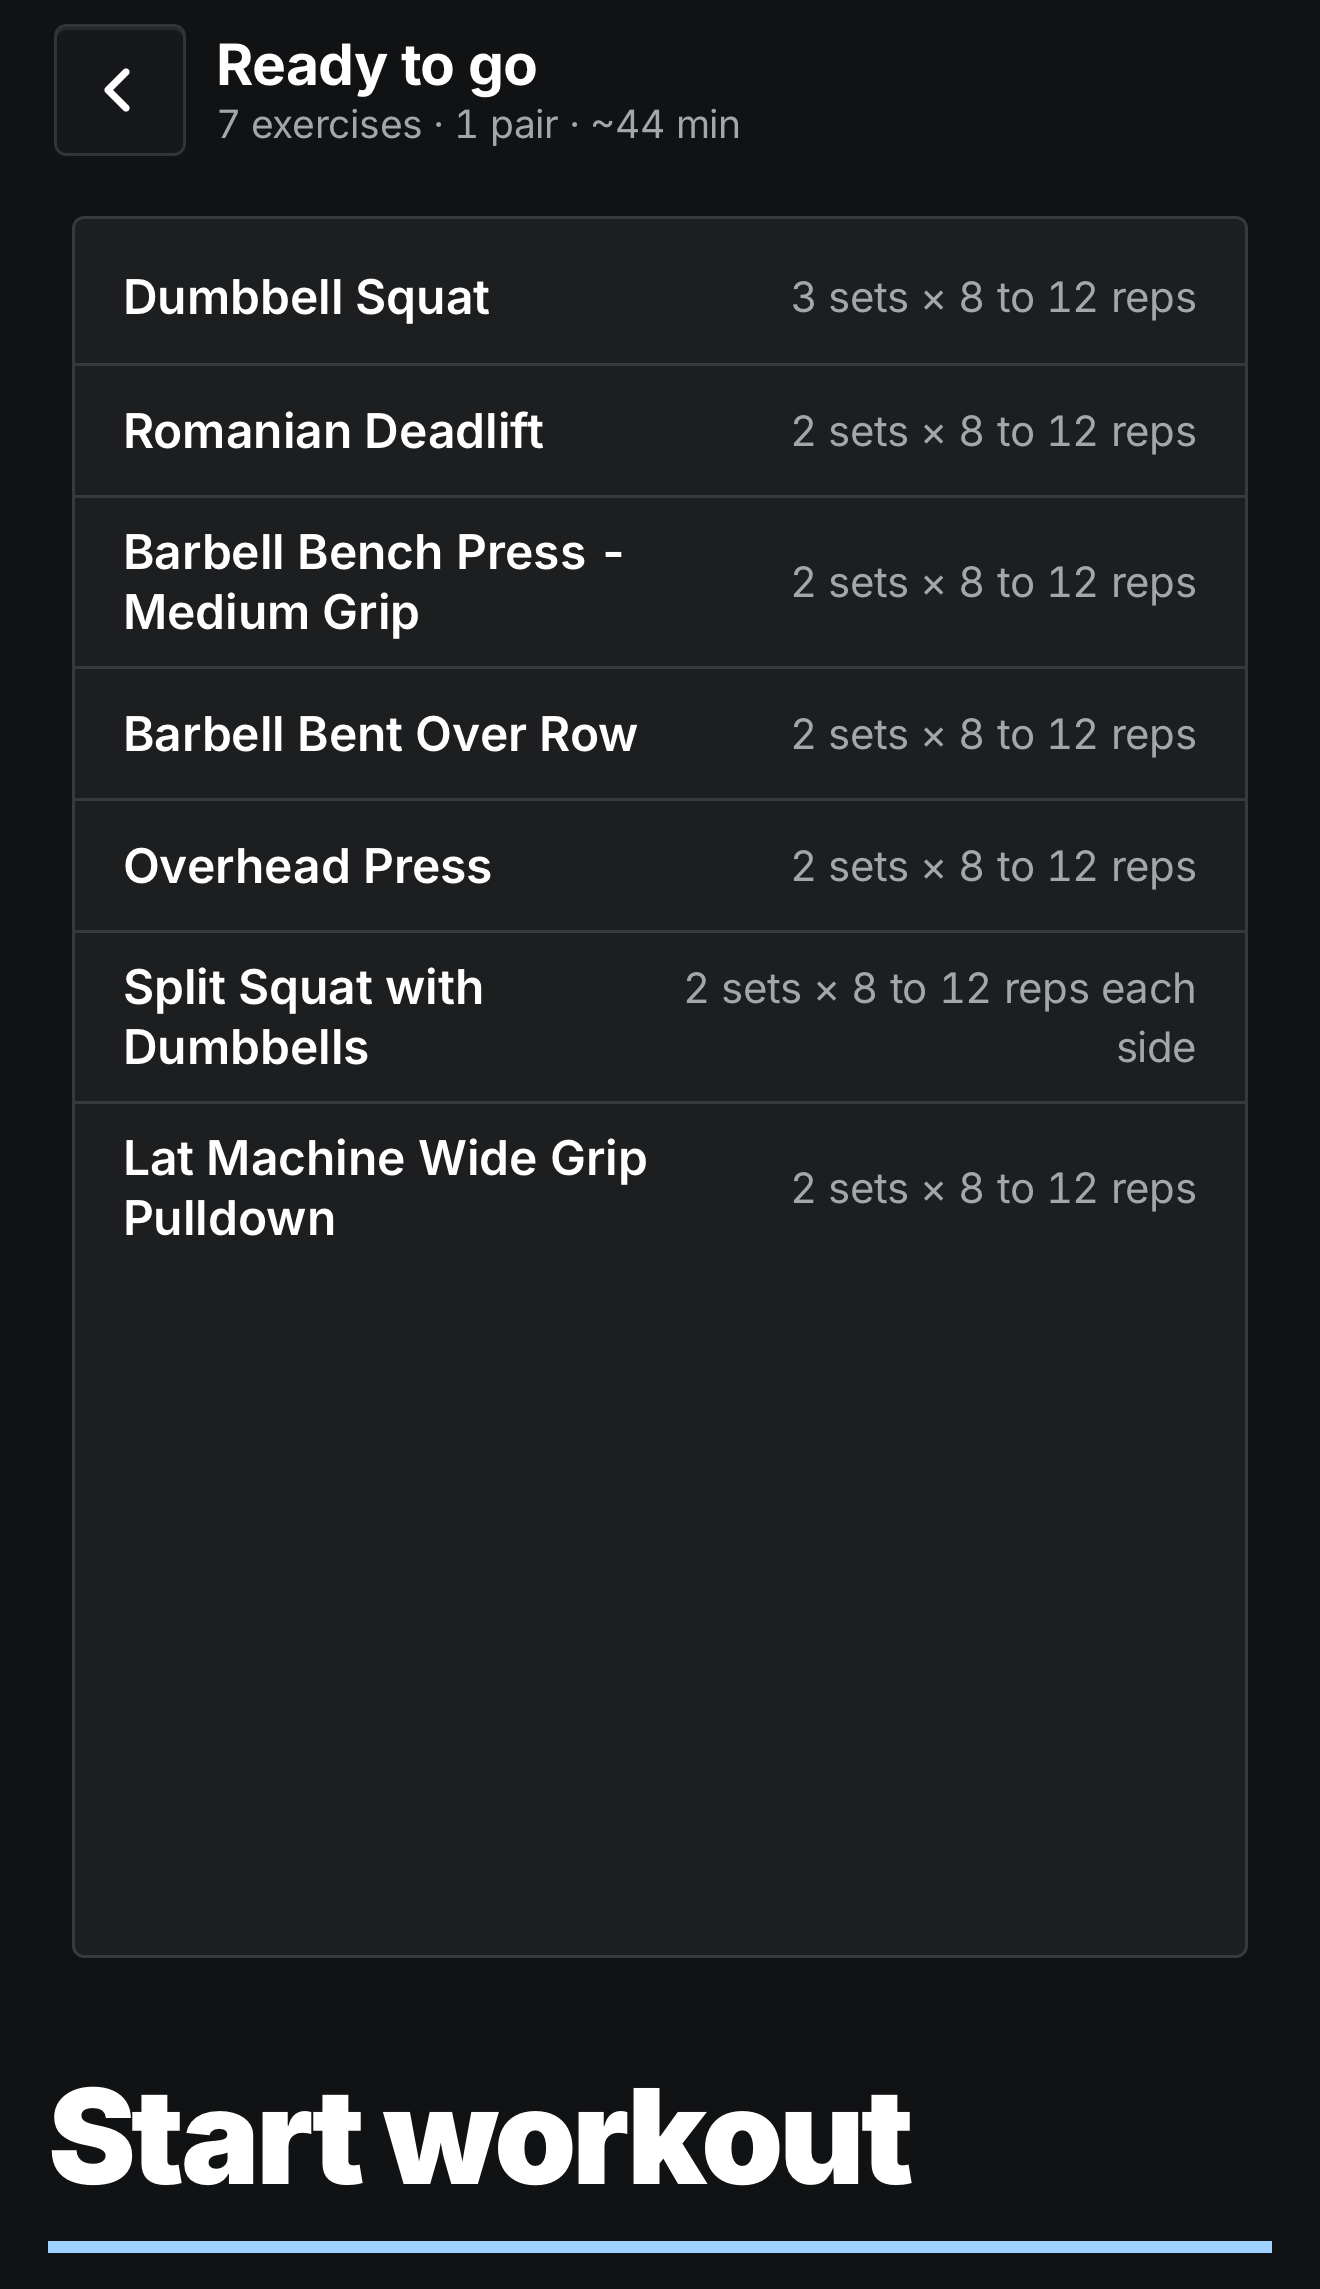 Ready to go
7 exercises · 1 pair · ~44 min
Dumbbell Squat
3 sets × 8 to 12 reps
Romanian Deadlift
2 sets × 8 to 12 reps
Barbell Bench Press -
Medium Grip
2 sets × 8 to 12 reps
Barbell Bent Over Row
2 sets × 8 to 12 reps
Overhead Press
2 sets × 8 to 12 reps
Split Squat with
Dumbbells
2 sets × 8 to 12 reps each
side
Lat Machine Wide Grip
Pulldown
2 sets × 8 to 12 reps
Start workout